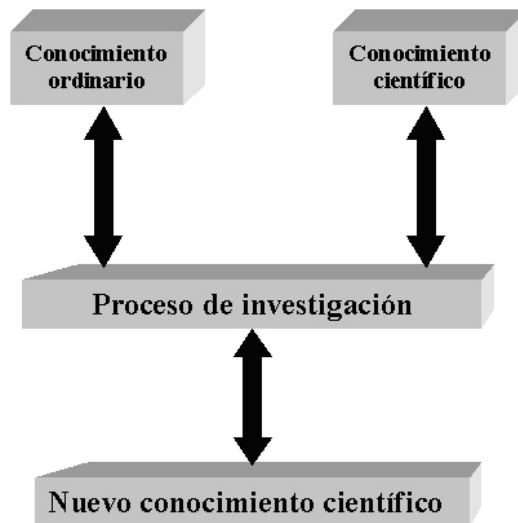 Conocimiento
ordinario
Conocimiento
científico
Proceso de investigación
Nuevo conocimiento científico